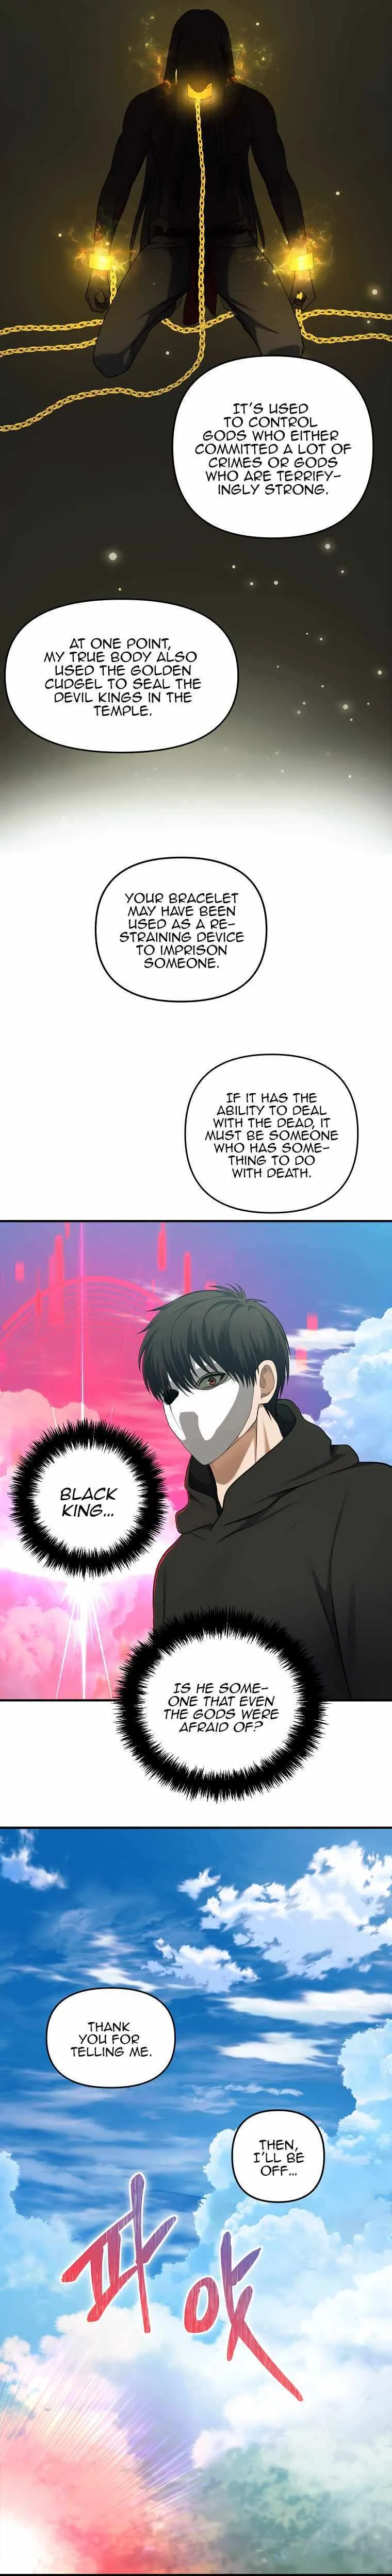 IT'S USED
TO CONTROL
GODS WHO EITHER
COMMITTED A LOT OF
CRIMES OR GODS
WHO ARE TERRIFY-
INGLY STRONG.
AT ONE POINT,
MY TRUE BODY ALSO
USED THE GOLDEN
CUDGEL TO SEAL THE
DEVIL KINGS IN THE
TEMPLE.
YOUR BRACELET
MAY HAVE BEEN
USED AS A RE-
STRAINING DEVICE
TO IMPRISON
SOMEONE.
IF IT HAS THE
ABILITY TO DEAL
WITH THE DEAD, IT
MUST BE SOMEONE
WHO HAS SOME-
THING TO DO
WITH DEATH.
BLACK
KING...
IS HE SOME-
ONE THAT EVEN
THE GODS WERE
AFRAID OF?
THANK
YOU FOR
TELLING ME.
THEN,
I'LL BE
OFF...
파앗